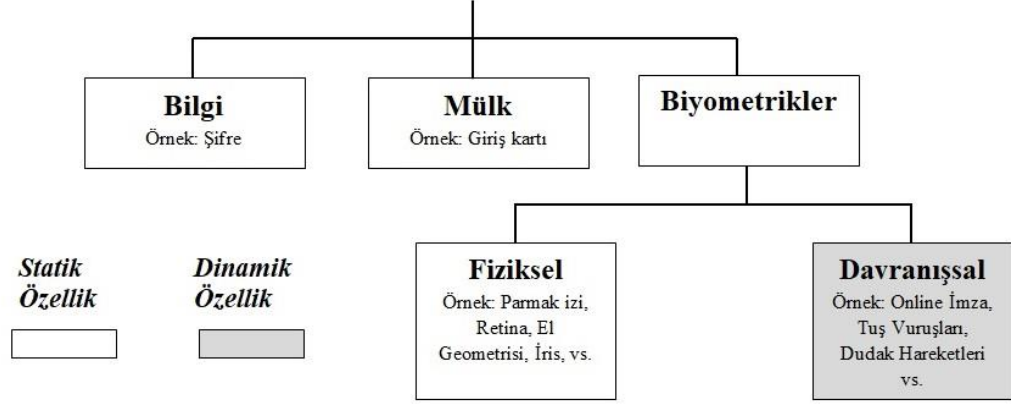 Bilgi
Örnek: Şifre
Mülk
Örnek: Giriş kartı
Biyometrikler
Statik
Özellik
Dinamik
Özellik
Fiziksel
Örnek: Parmak izi,
Retina, El
Geometrisi, İris, vs.
Davranışsal
Örnek: Online İmza,
Tuş Vuruşları,
Dudak Hareketleri
vs.